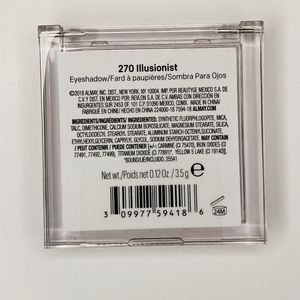 270 Illusionist
Eyeshadow/Fard à paupières/Sombra Para Ojos
©2018 ALMAY, INC. DIST., NEW YORK, NY 10004. IMP. POR BEAUTYGE MEXICO, S.A. DE
C.V. Y DIST. EN MEXICO POR REVLON S.A. DE C.V. AMBAS CON DIRECCIÓN EN
INSURGENTES SUR 2453 OF. 101 C.P. 01090 MEXICO, CDMX. MADE IN CHINA/
FABRIQUÉ EN CHINE/ HECHO EN CHINA 224000-18 7594-18 ALMAY.COM
INGREDIENTS/INGRÉDIENTS/ INGREDIENTES: SYNTHETIC FLUORPHLOGOPITE, MICA,
TALC, DIMETHICONE, CALCIUM SODIUM BOROSILICATE, MAGNESIUM STEARATE, SILICA,
OCTYLDODECYL STEAROYL STEARATE, ALUMINUM STARCH OCTENYLSUCCINATE,
ETHYLHEXYLGLYCERIN, CAPRYLYL GLYCOL, SODIUM DEHYDROACETATE, MAY CONTAIN
/ PEUT CONTENIR / PUEDE CONTENER [+/-: CARMINE (CI 75470), IRON OXIDES (CI
77491, 77492, 77499), TITANIUM DIOXIDE (CI 77891), YELLOW 5 LAKE (CI 19140)].
25541
Net wt./Poids net 0.12 Oz. / 3.5 g
3 09977 59418 6
24M